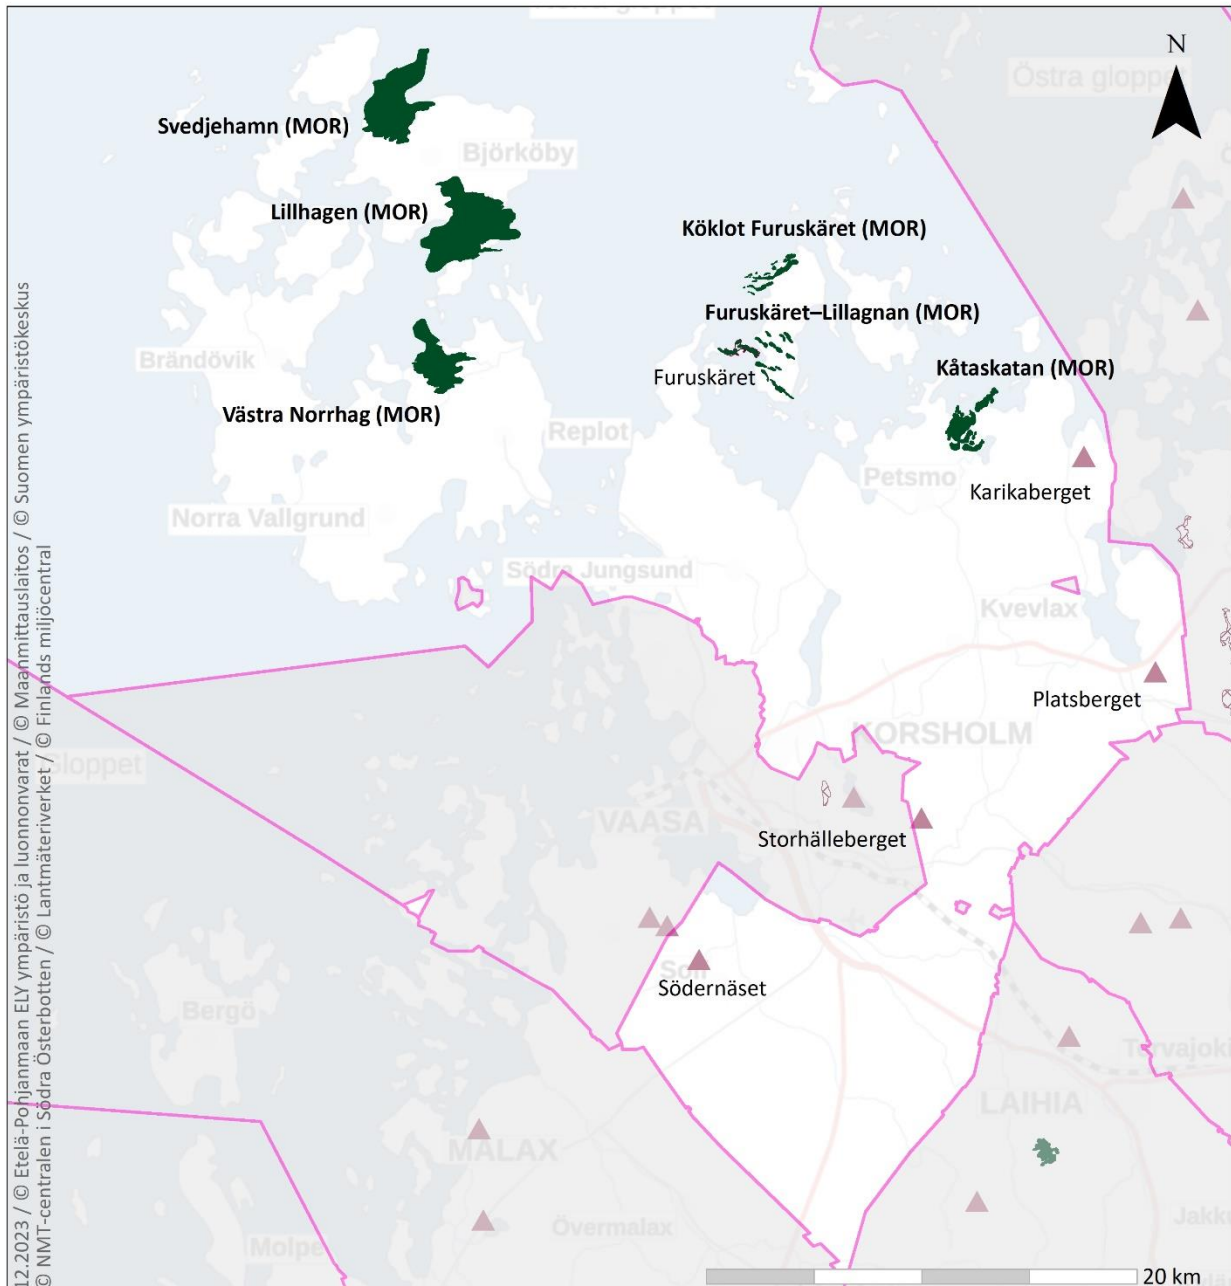 N
Östra gloppet
Svedjehamn (MOR)
Björköby
Lillhagen (MOR)
Köklot Furuskäret (MOR)
Furuskäret–Lillagnan (MOR)
Brändövik
Furuskäret
Kåtaskatan (MOR)
Västra Norrhag (MOR)
Replot
Petsmo
Karikaberget
Norra Vallgrund
Södra Jungsund
Kvevlax
Platsberget
KORSHOLM
Gloppet
VAASA
Storhälleberget
Solf
Södernäset
Bergö
Tervajoki
LAIHIA
MALAX
Övermalax
Molpe
20 km
12.2023 / © Etelä-Pohjanmaan ELY ympäristö ja luonnonvarat / © Maanmittauslaitos / © Suomen ympäristökeskus
© NMT-centralen i Södra Österbotten / © Lantmäteriverket / © Finlands miljöcentral